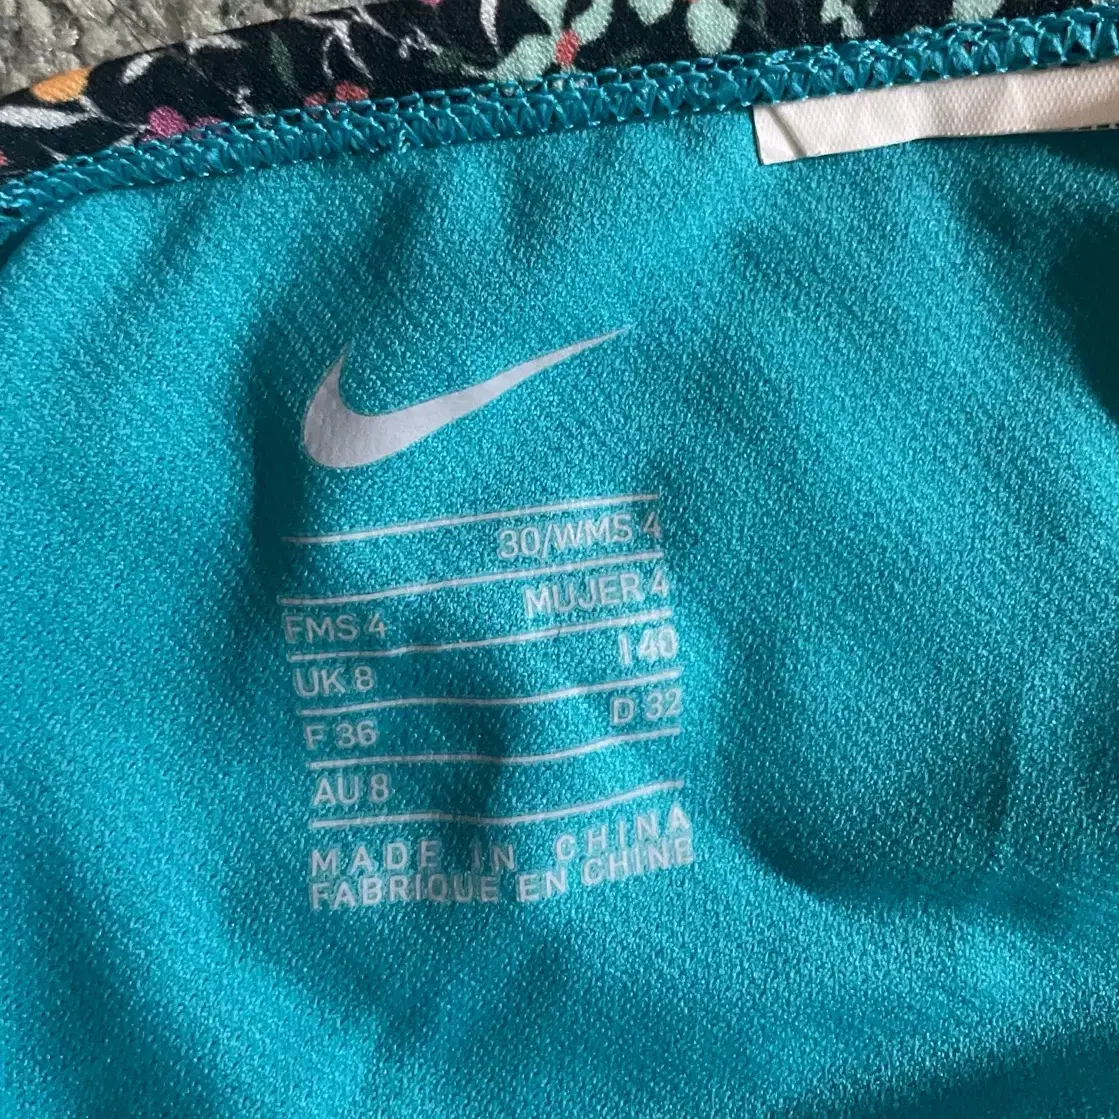 30/WMS 4
FMS 4 MUJER 4
UK 8 I 40
F 36 D 32
AU 8
MADE IN CHINA
FABRIQUE EN CHINE